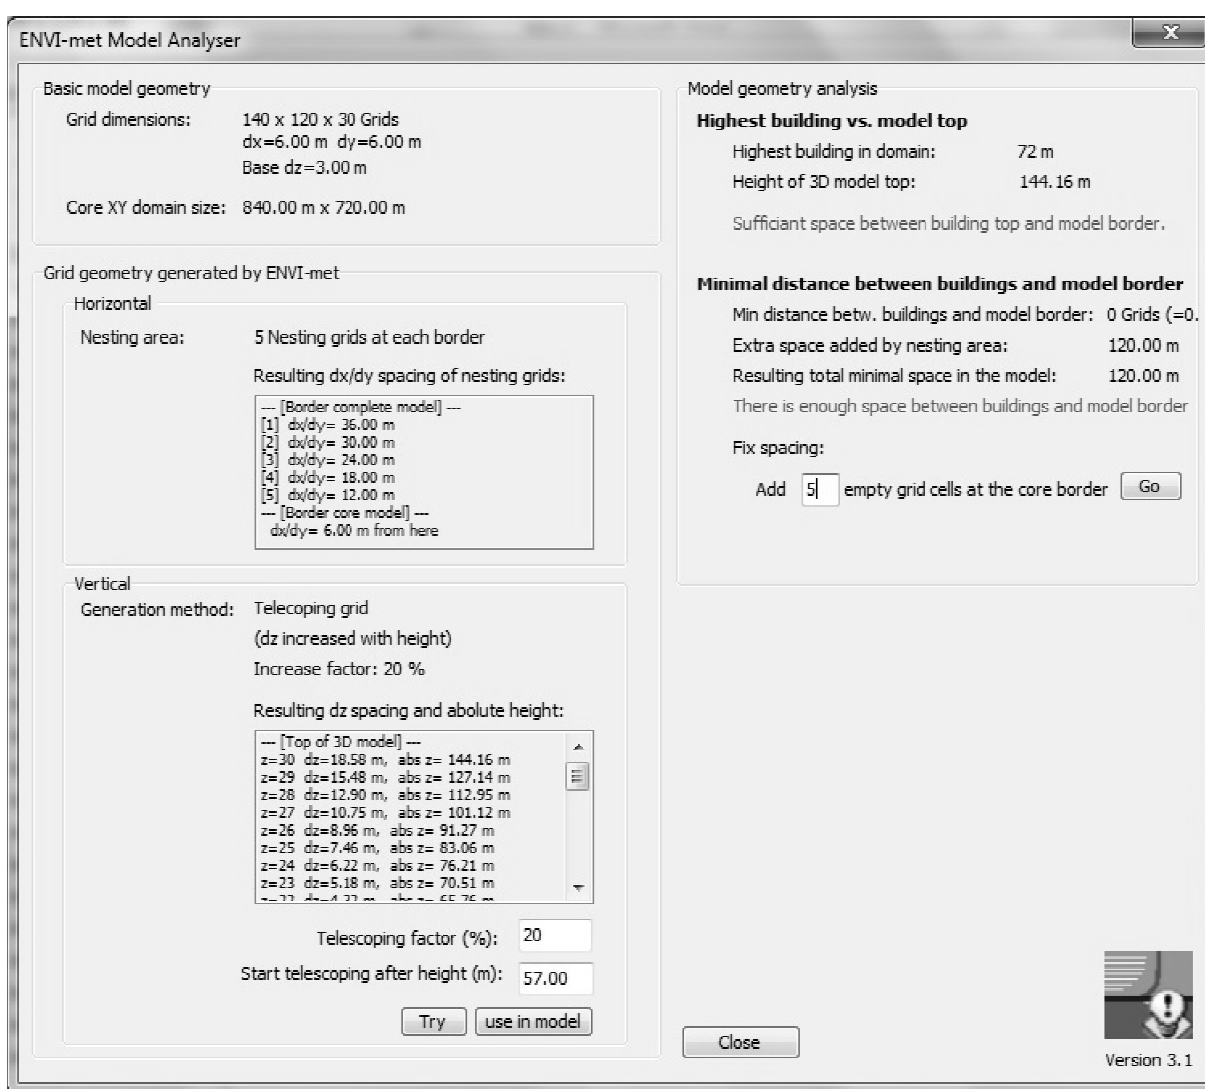 ENVI-met Model Analyser
X
Basic model geometry
Grid dimensions: 140 x 120 x 30 Grids
dx=6.00 m dy=6.00 m
Base dz=3.00 m
Core XY domain size: 840.00 m x 720.00 m
Grid geometry generated by ENVI-met
Horizontal
Nesting area: 5 Nesting grids at each border
Resulting dx/dy spacing of nesting grids:
--- [Border complete model] ---
[1] dx/dy= 36.00 m
[2] dx/dy= 30.00 m
[3] dx/dy= 24.00 m
[4] dx/dy= 18.00 m
[5] dx/dy= 12.00 m
--- [Border core model] ---
dx/dy= 6.00 m from here
Vertical
Generation method: Telecoping grid
(dz increased with height)
Increase factor: 20 %
Resulting dz spacing and abolute height:
--- [Top of 3D model] ---
z=30 dz=18.58 m, abs z= 144.16 m
z=29 dz=15.48 m, abs z= 127.14 m
z=28 dz=12.90 m, abs z= 112.95 m
z=27 dz=10.75 m, abs z= 101.12 m
z=26 dz=8.96 m, abs z= 91.27 m
z=25 dz=7.46 m, abs z= 83.06 m
z=24 dz=6.22 m, abs z= 76.21 m
z=23 dz=5.18 m, abs z= 70.51 m
Telescoping factor (%): 20
Start telescoping after height (m): 57.00
Try use in model
Model geometry analysis
Highest building vs. model top
Highest building in domain: 72 m
Height of 3D model top: 144.16 m
Sufficiant space between building top and model border.
Minimal distance between buildings and model border
Min distance betw. buildings and model border: 0 Grids (=0.
Extra space added by nesting area: 120.00 m
Resulting total minimal space in the model: 120.00 m
There is enough space between buildings and model border
Fix spacing:
Add 5 empty grid cells at the core border Go
Close
Version 3.1